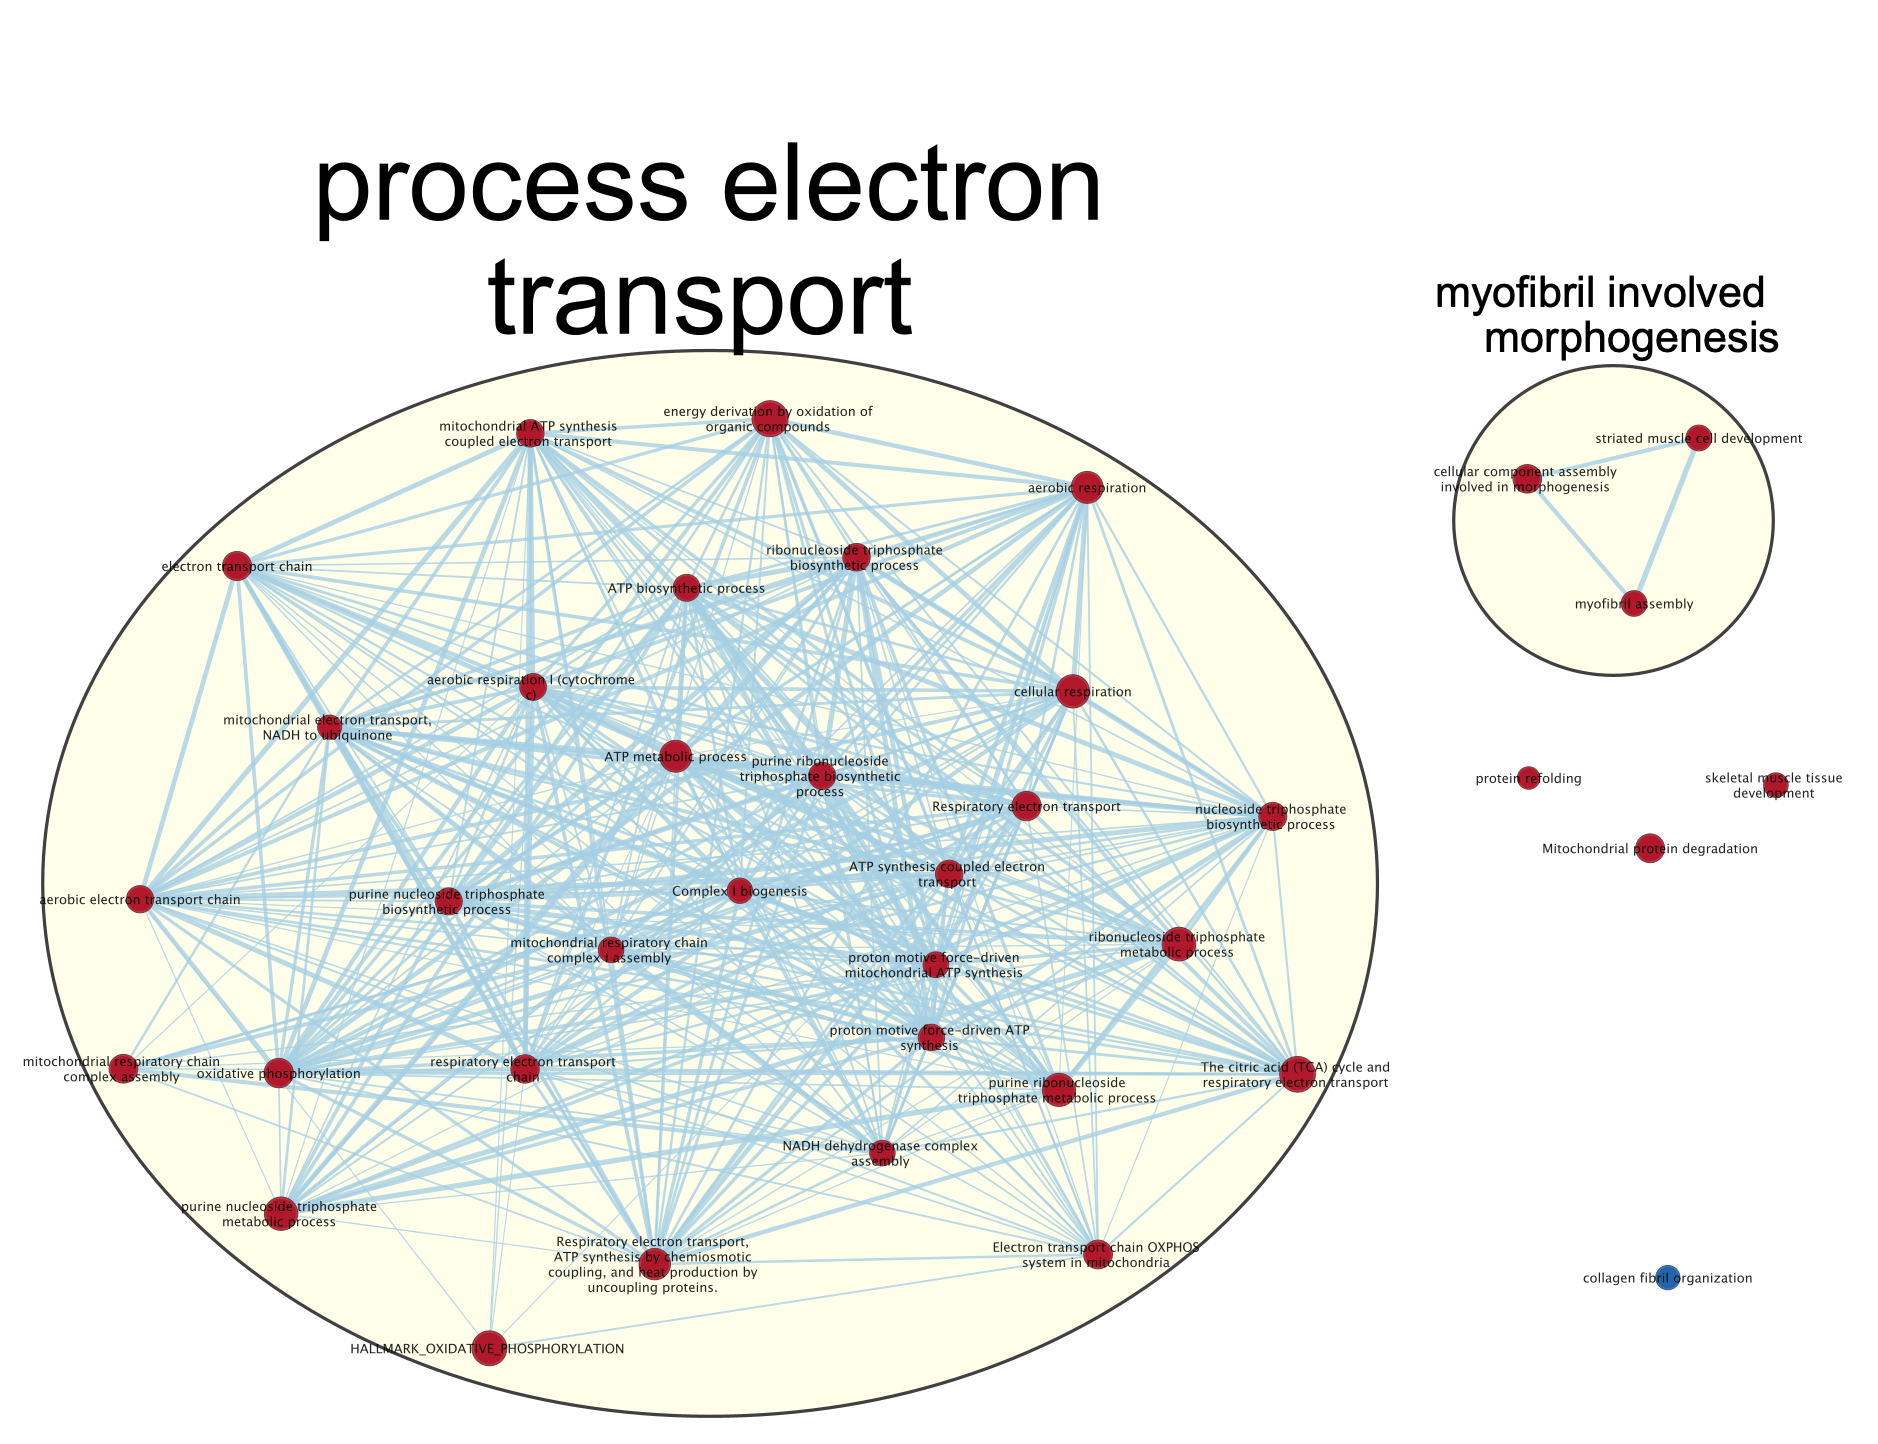 process electron
transport
myofibril involved
morphogenesis
mitochondrial ATP synthesis
coupled electron transport
energy derivation by oxidation of
organic compounds
aerobic respiration
striated muscle cell development
cellular component assembly
involved in morphogenesis
myofibril assembly
electron transport chain
ribonucleoside triphosphate
biosynthetic process
ATP biosynthetic process
aerobic respiration I (cytochrome
c)
cellular respiration
mitochondrial electron transport,
NADH to ubiquinone
ATP metabolic process
purine ribonucleoside
triphosphate biosynthetic
process
Respiratory electron transport
nucleoside triphosphate
biosynthetic process
protein refolding
skeletal muscle tissue
development
Mitochondrial protein degradation
ATP synthesis coupled electron
transport
Complex I biogenesis
purine nucleoside triphosphate
biosynthetic process
aerobic electron transport chain
mitochondrial respiratory chain
complex I assembly
proton motive force-driven
mitochondrial ATP synthesis
ribonucleoside triphosphate
metabolic process
proton motive force-driven ATP
synthesis
mitochondrial respiratory chain
complex assembly
oxidative phosphorylation
respiratory electron transport
chain
purine ribonucleoside
triphosphate metabolic process
The citric acid (TCA) cycle and
respiratory electron transport
NADH dehydrogenase complex
assembly
purine nucleoside triphosphate
metabolic process
Respiratory electron transport,
ATP synthesis by chemiosmotic
coupling, and heat production by
uncoupling proteins.
Electron transport chain OXPHOS
system in mitochondria
collagen fibril organization
HALLMARK_OXIDATIVE_PHOSPHORYLATION